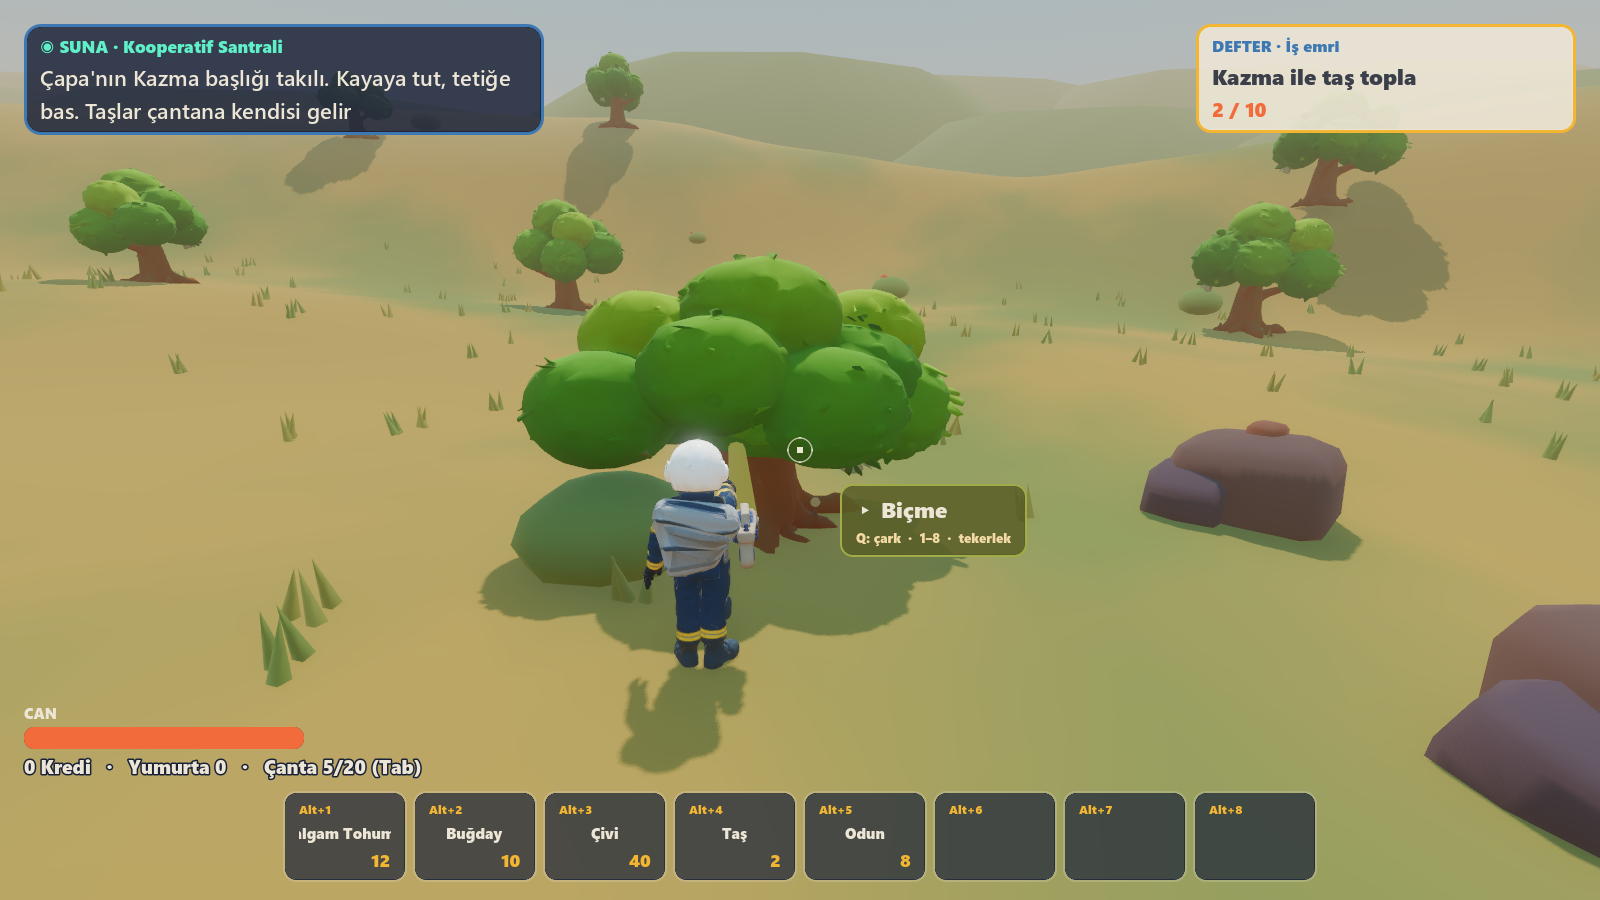 ◉ SUNA · Kooperatif Santrali
Çapa'nın Kazma başlığı takılı. Kayaya tut, tetiğe
bas. Taşlar çantana kendisi gelir
DEFTER · İş emri
Kazma ile taş topla
2 / 10
▸ Biçme
Q: çark · 1–8 · tekerlek
CAN
0 Kredi · Yumurta 0 · Çanta 5/20 (Tab)
Alt+1
lgam Tohum
12
Alt+2
Buğday
10
Alt+3
Çivi
40
Alt+4
Taş
2
Alt+5
Odun
8
Alt+6
Alt+7
Alt+8